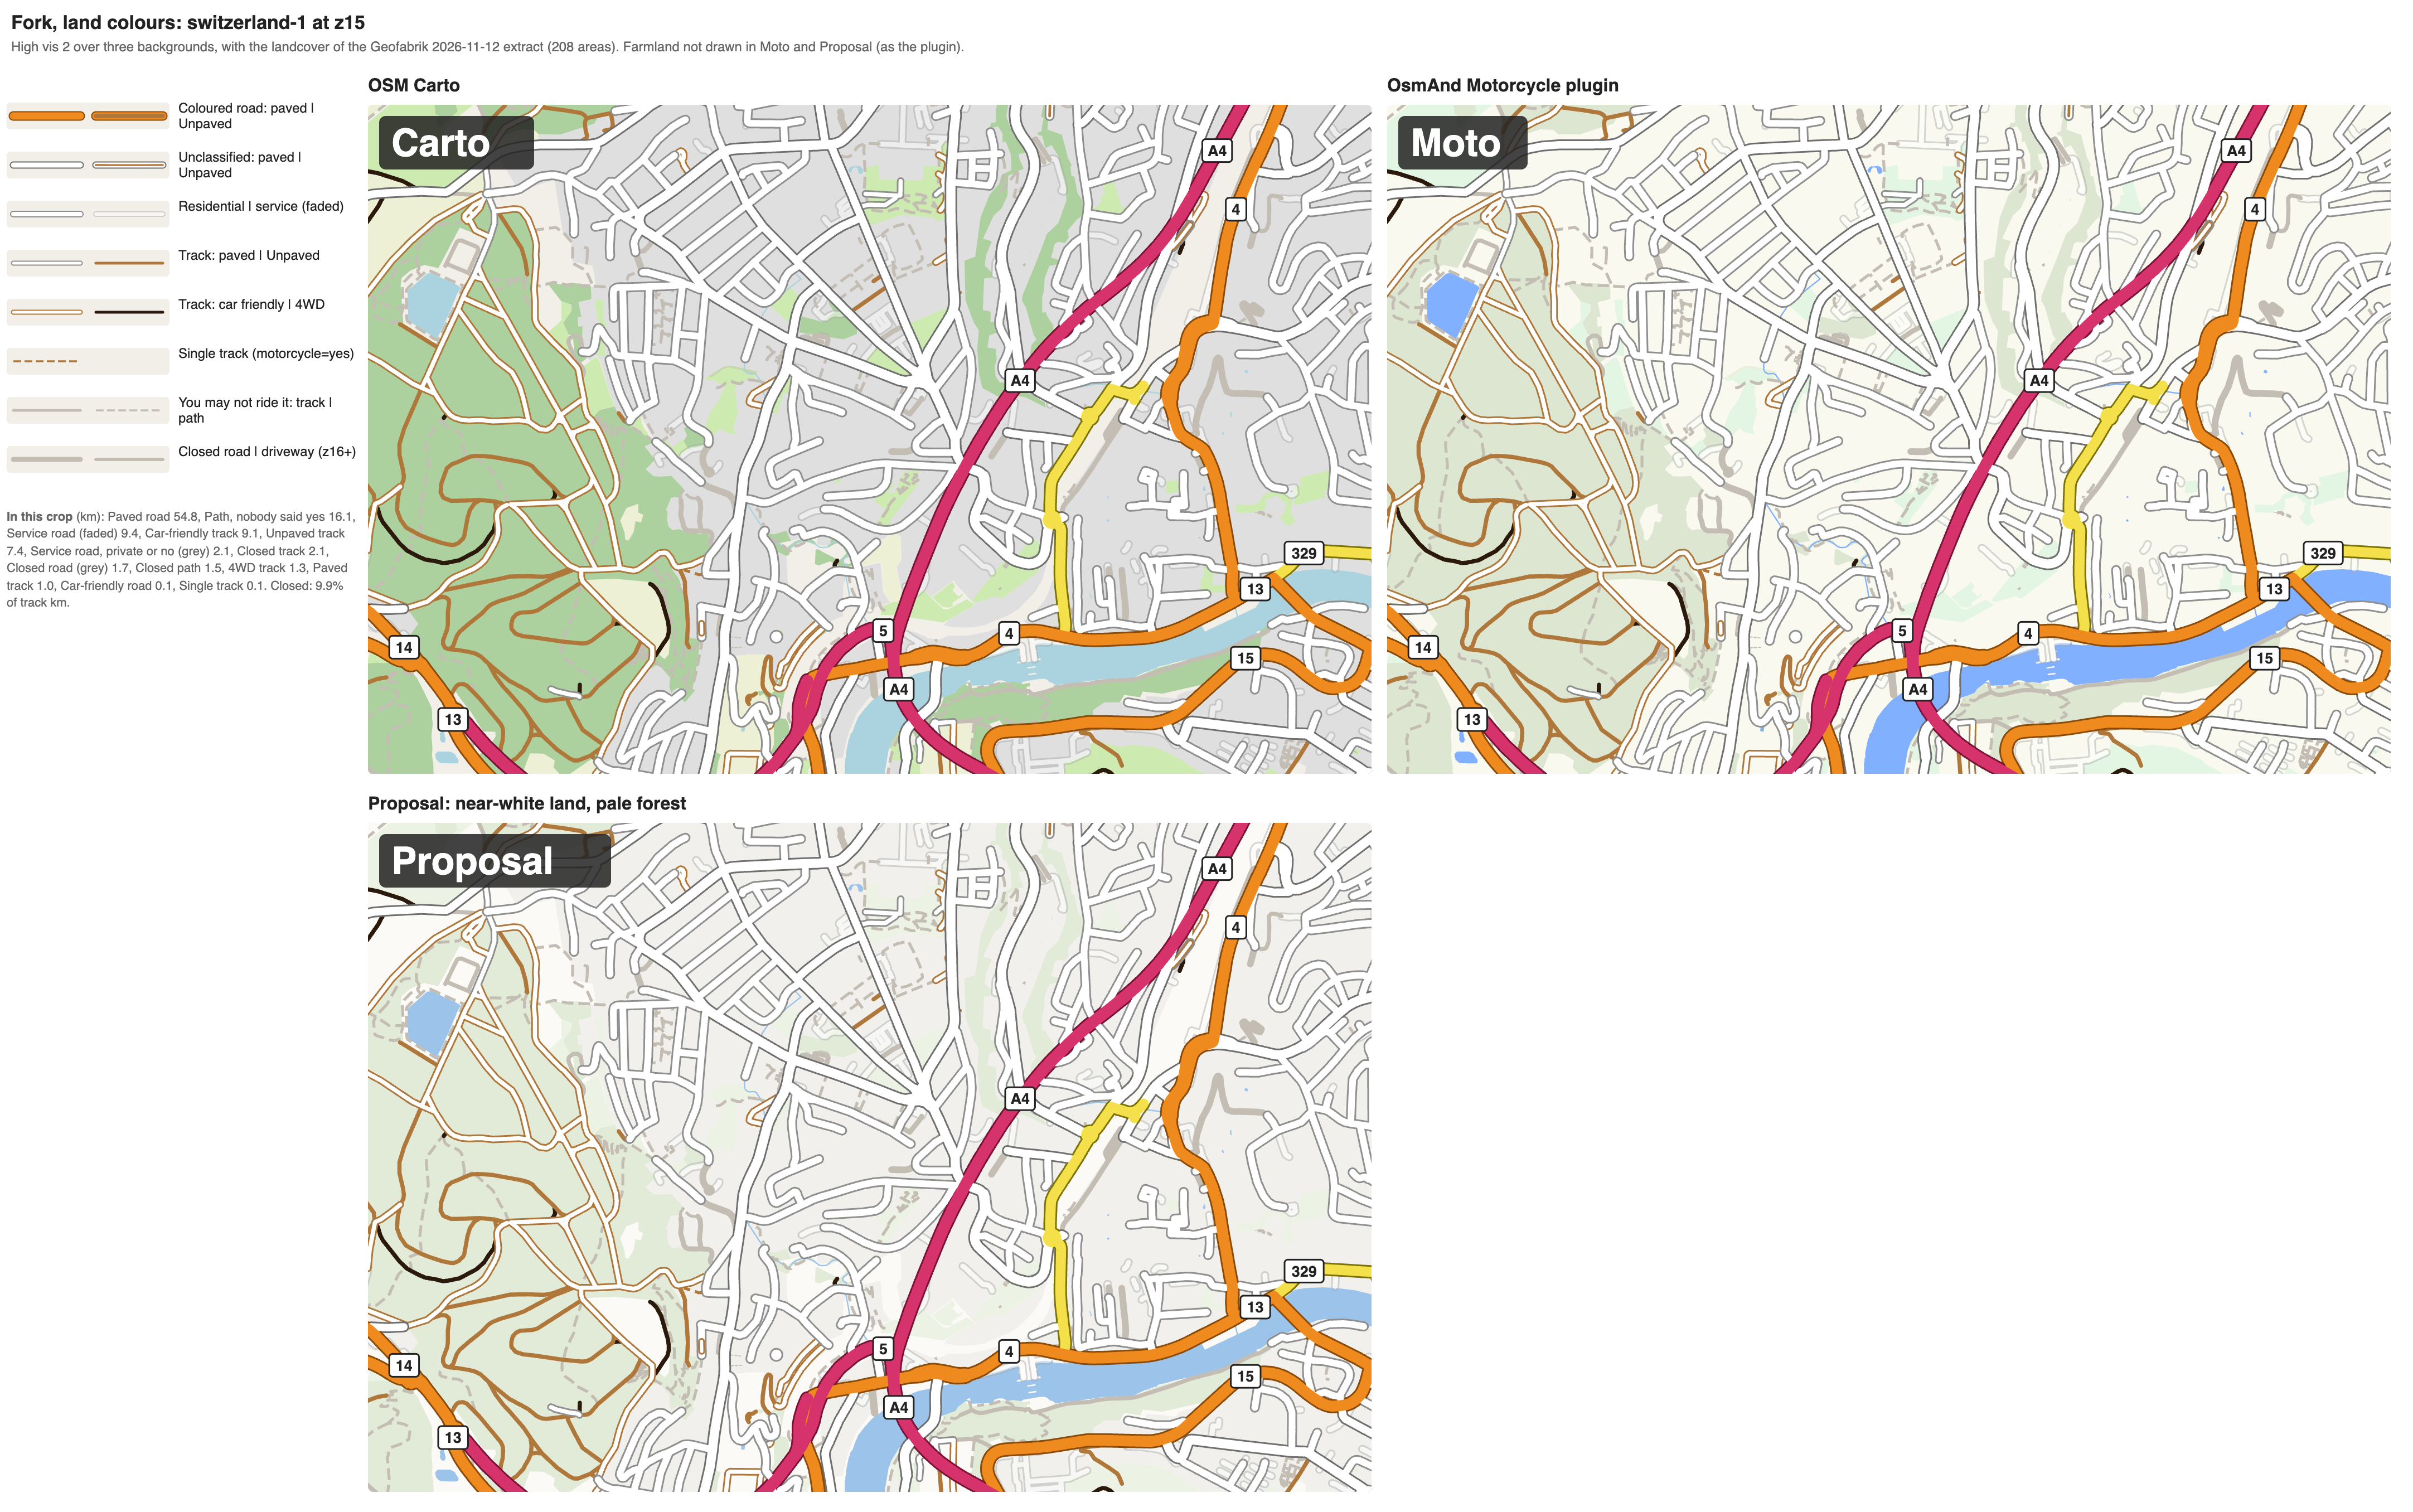 Fork, land colours: switzerland-1 at z15
High vis 2 over three backgrounds, with the landcover of the Geofabrik 2026-11-12 extract (208 areas). Farmland not drawn in Moto and Proposal (as the plugin).
Coloured road: paved |
Unpaved
Unclassified: paved |
Unpaved
Residential | service (faded)
Track: paved | Unpaved
Track: car friendly | 4WD
Single track (motorcycle=yes)
You may not ride it: track |
path
Closed road | driveway (z16+)
In this crop (km): Paved road 54.8, Path, nobody said yes 16.1,
Service road (faded) 9.4, Car-friendly track 9.1, Unpaved track
7.4, Service road, private or no (grey) 2.1, Closed track 2.1,
Closed road (grey) 1.7, Closed path 1.5, 4WD track 1.3, Paved
track 1.0, Car-friendly road 0.1, Single track 0.1. Closed: 9.9%
of track km.
OSM Carto
Carto
A4
4
A4
329
13
5
4
14
15
A4
13
OsmAnd Motorcycle plugin
Moto
A4
4
A4
329
13
5
4
14
15
A4
13
Proposal: near-white land, pale forest
Proposal
A4
4
A4
329
13
5
4
14
15
A4
13